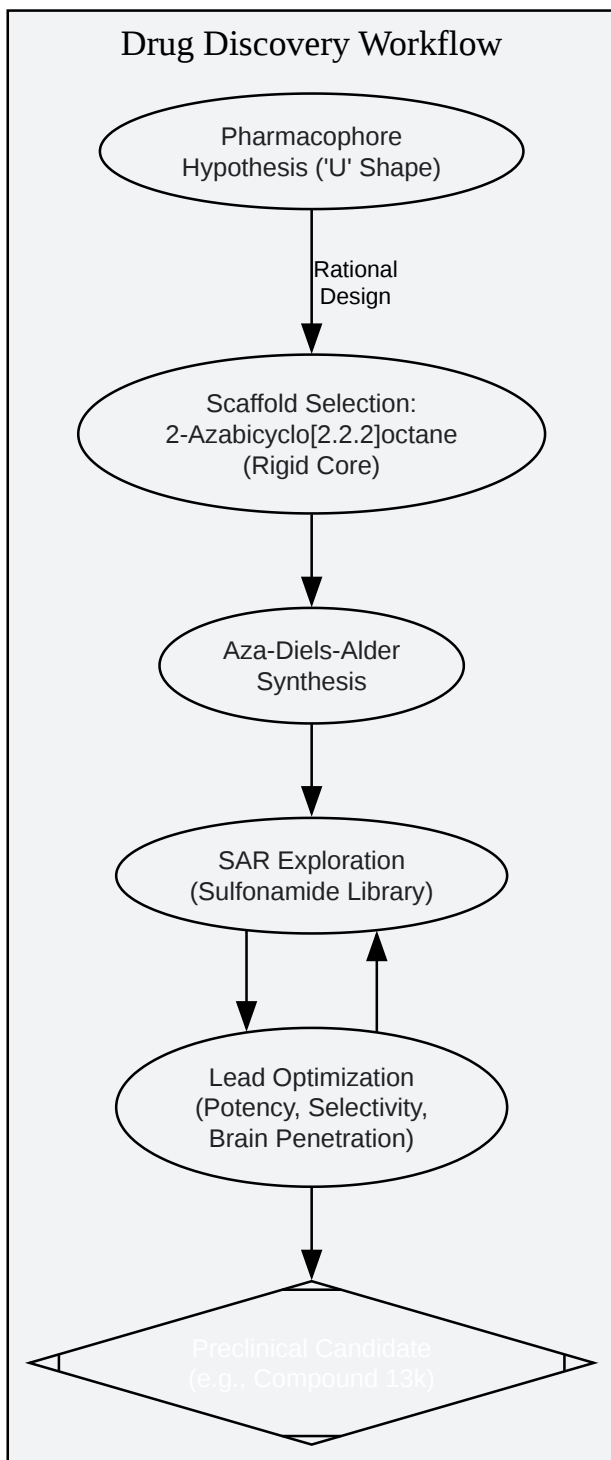 Drug Discovery Workflow
Pharmacophore
Hypothesis ('U' Shape)
Rational
Design
Scaffold Selection:
2-Azabicyclo[2.2.2]octane
(Rigid Core)
Aza-Diels-Alder
Synthesis
SAR Exploration
(Sulfonamide Library)
Lead Optimization
(Potency, Selectivity,
Brain Penetration)
Preclinical Candidate
(e.g., Compound 13k)